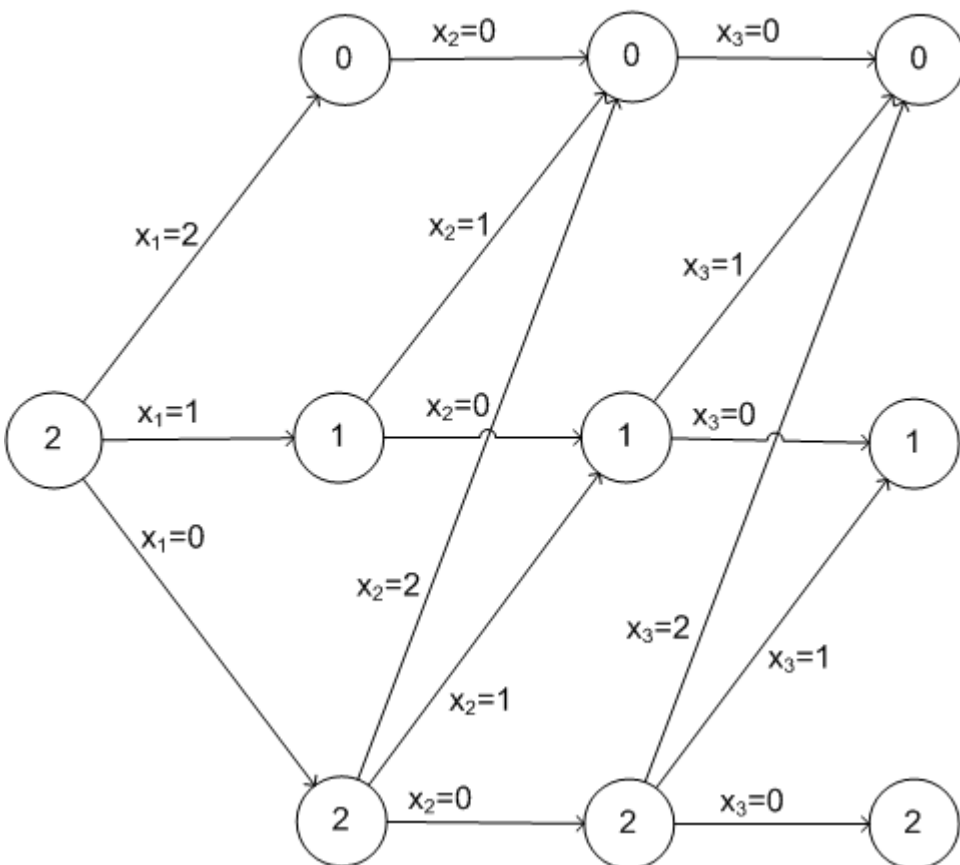 x₂=0 x₃=0
0 0 0
x₁=2 x₂=1
x₃=1
x₁=1 x₂=0 x₃=0
2 1 1 1
x₁=0
x₂=2
x₃=2
x₃=1
x₂=1
x₂=0 x₃=0
2 2 2